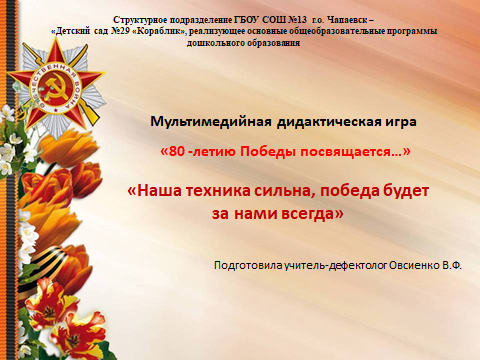 Структурное подразделение ГБОУ СОШ №13 г.о. Чапаевск –
«Детский сад №29 «Кораблик», реализующее основные общеобразовательные программы
дошкольного образования
ОТЕЧЕСТВЕННАЯ ВОЙНА
Мультимедийная дидактическая игра
«80 -летию Победы посвящается…»
«Наша техника сильна, победа будет
за нами всегда»
Подготовила учитель-дефектолог Овсиенко В.Ф.